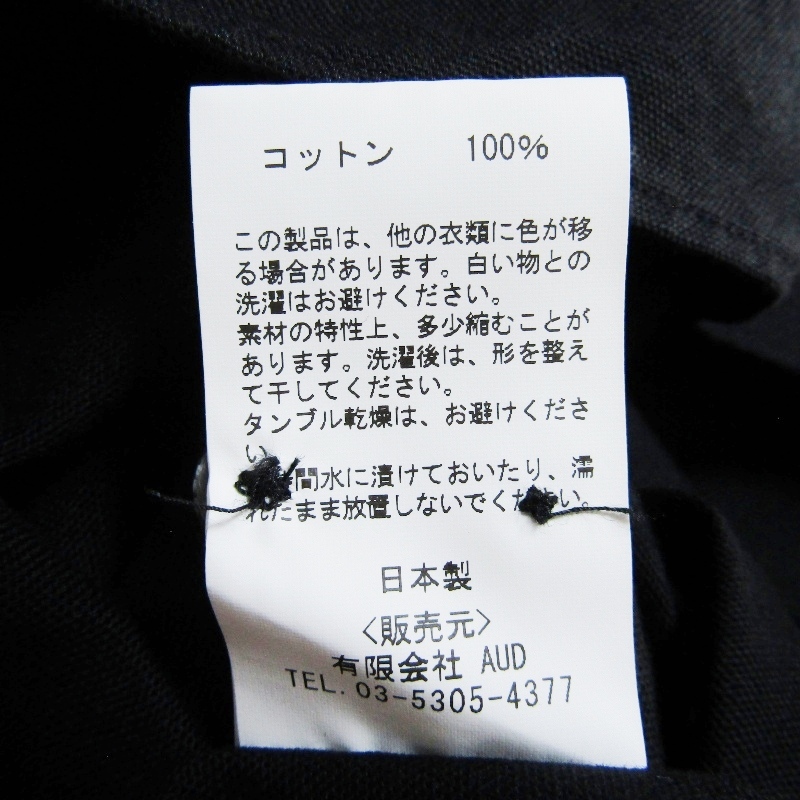 コットン 100%
この製品は、他の衣類に色が移
る場合があります。白い物との
洗濯はお避けください。
素材の特性上、多少縮むことが
あります。洗濯後は、形を整え
て干してください。
タンブル乾燥は、お避けくださ
い。
間水に漬けておいたり、濡
れたまま放置しないでください。
日本製
<販売元>
有限会社 AUD
TEL. 03-5305-4377